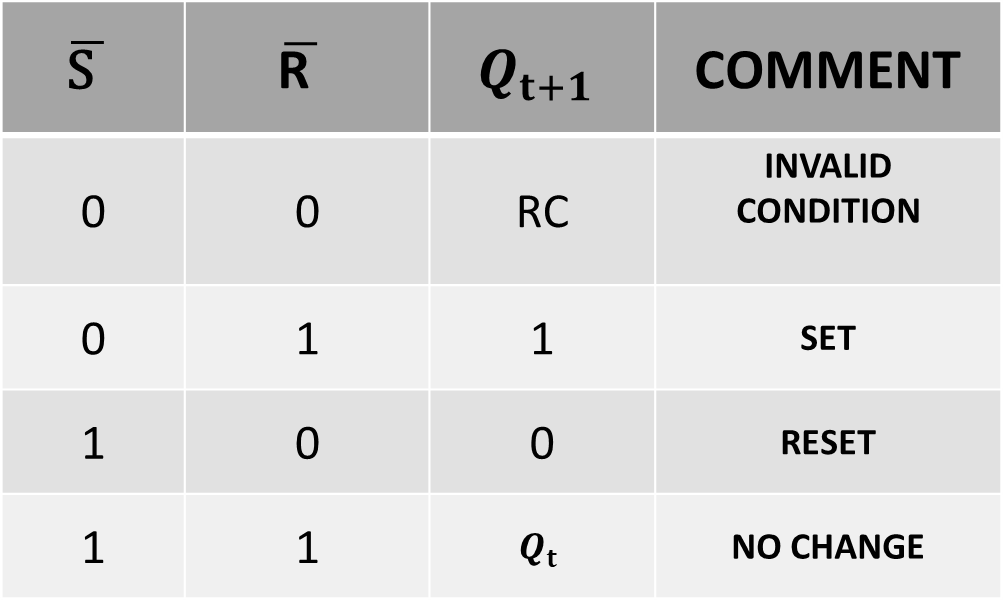 S̅ R̅ Qt+1 COMMENT
0 0 RC INVALID
CONDITION
0 1 1 SET
1 0 0 RESET
1 1 Qt NO CHANGE